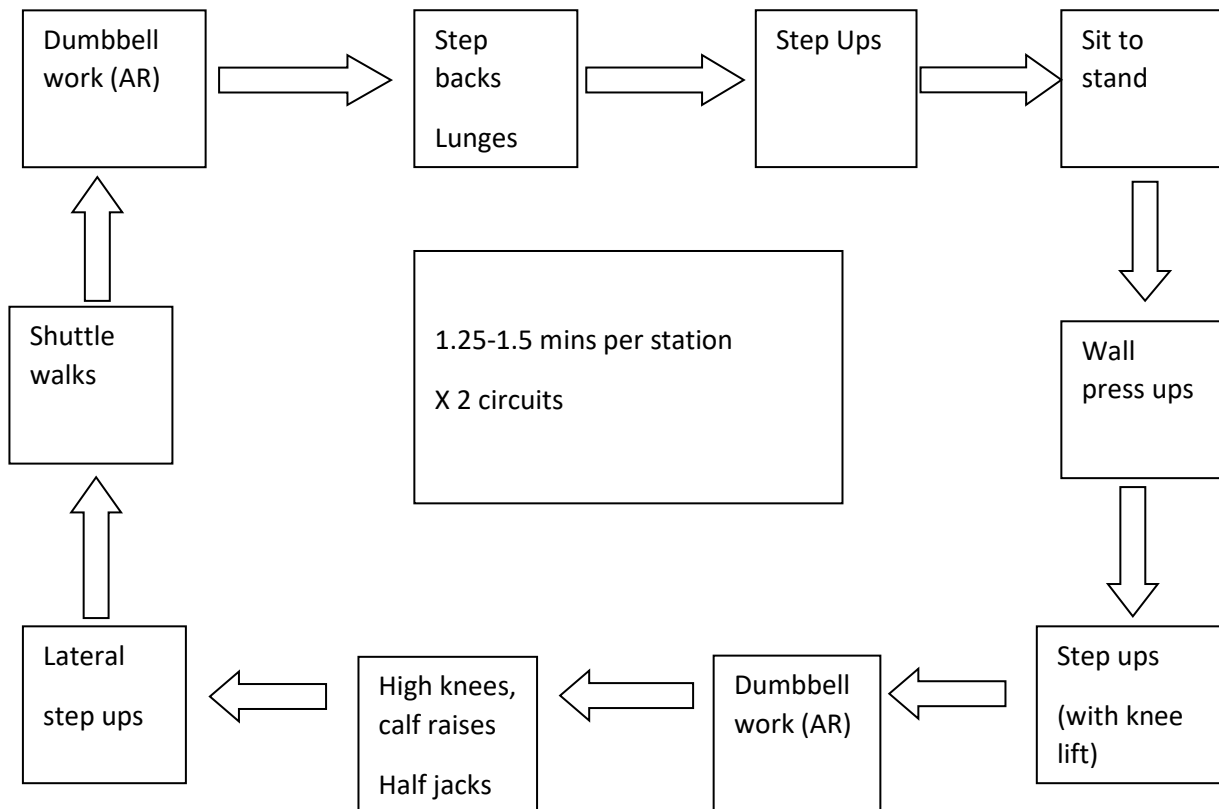 Dumbbell
work (AR)
Step
backs
Lunges
Step Ups
Sit to
stand
Shuttle
walks
1.25-1.5 mins per station
X 2 circuits
Wall
press ups
Lateral
step ups
High knees,
calf raises
Half jacks
Dumbbell
work (AR)
Step ups
(with knee
lift)